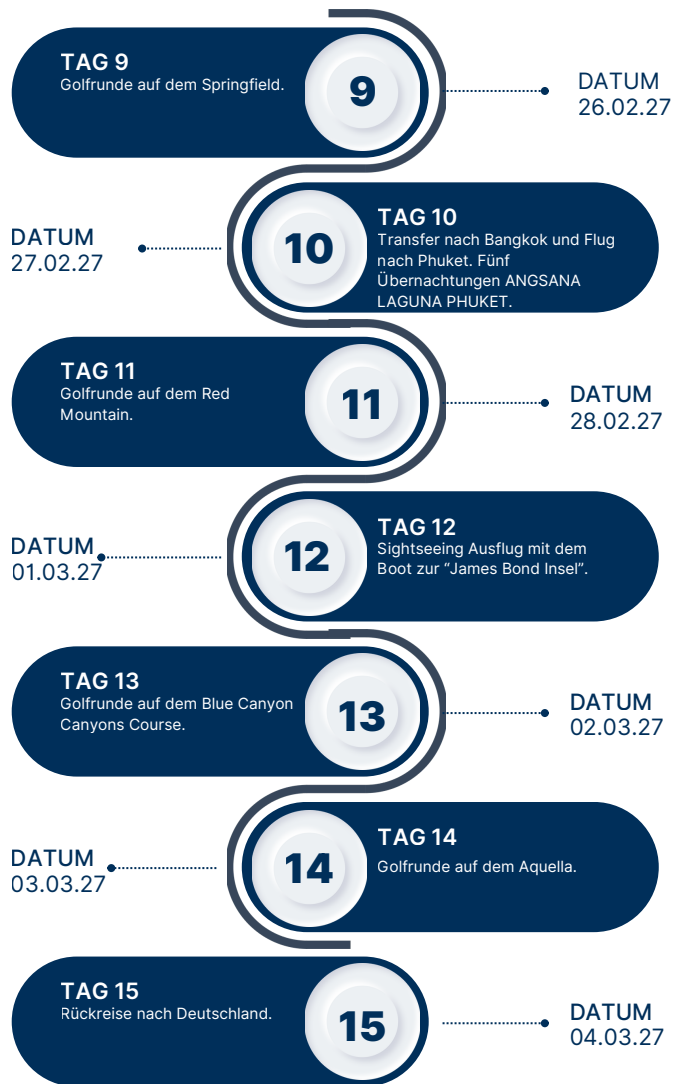 TAG 9
Golfrunde auf dem Springfield.
9
DATUM
26.02.27
DATUM
27.02.27
10
TAG 10
Transfer nach Bangkok und Flug
nach Phuket. Fünf
Übernachtungen ANGSANA
LAGUNA PHUKET.
TAG 11
Golfrunde auf dem Red
Mountain.
11
DATUM
28.02.27
DATUM
01.03.27
12
TAG 12
Sightseeing Ausflug mit dem
Boot zur “James Bond Insel”.
TAG 13
Golfrunde auf dem Blue Canyon
Canyons Course.
13
DATUM
02.03.27
DATUM
03.03.27
14
TAG 14
Golfrunde auf dem Aquella.
TAG 15
Rückreise nach Deutschland.
15
DATUM
04.03.27